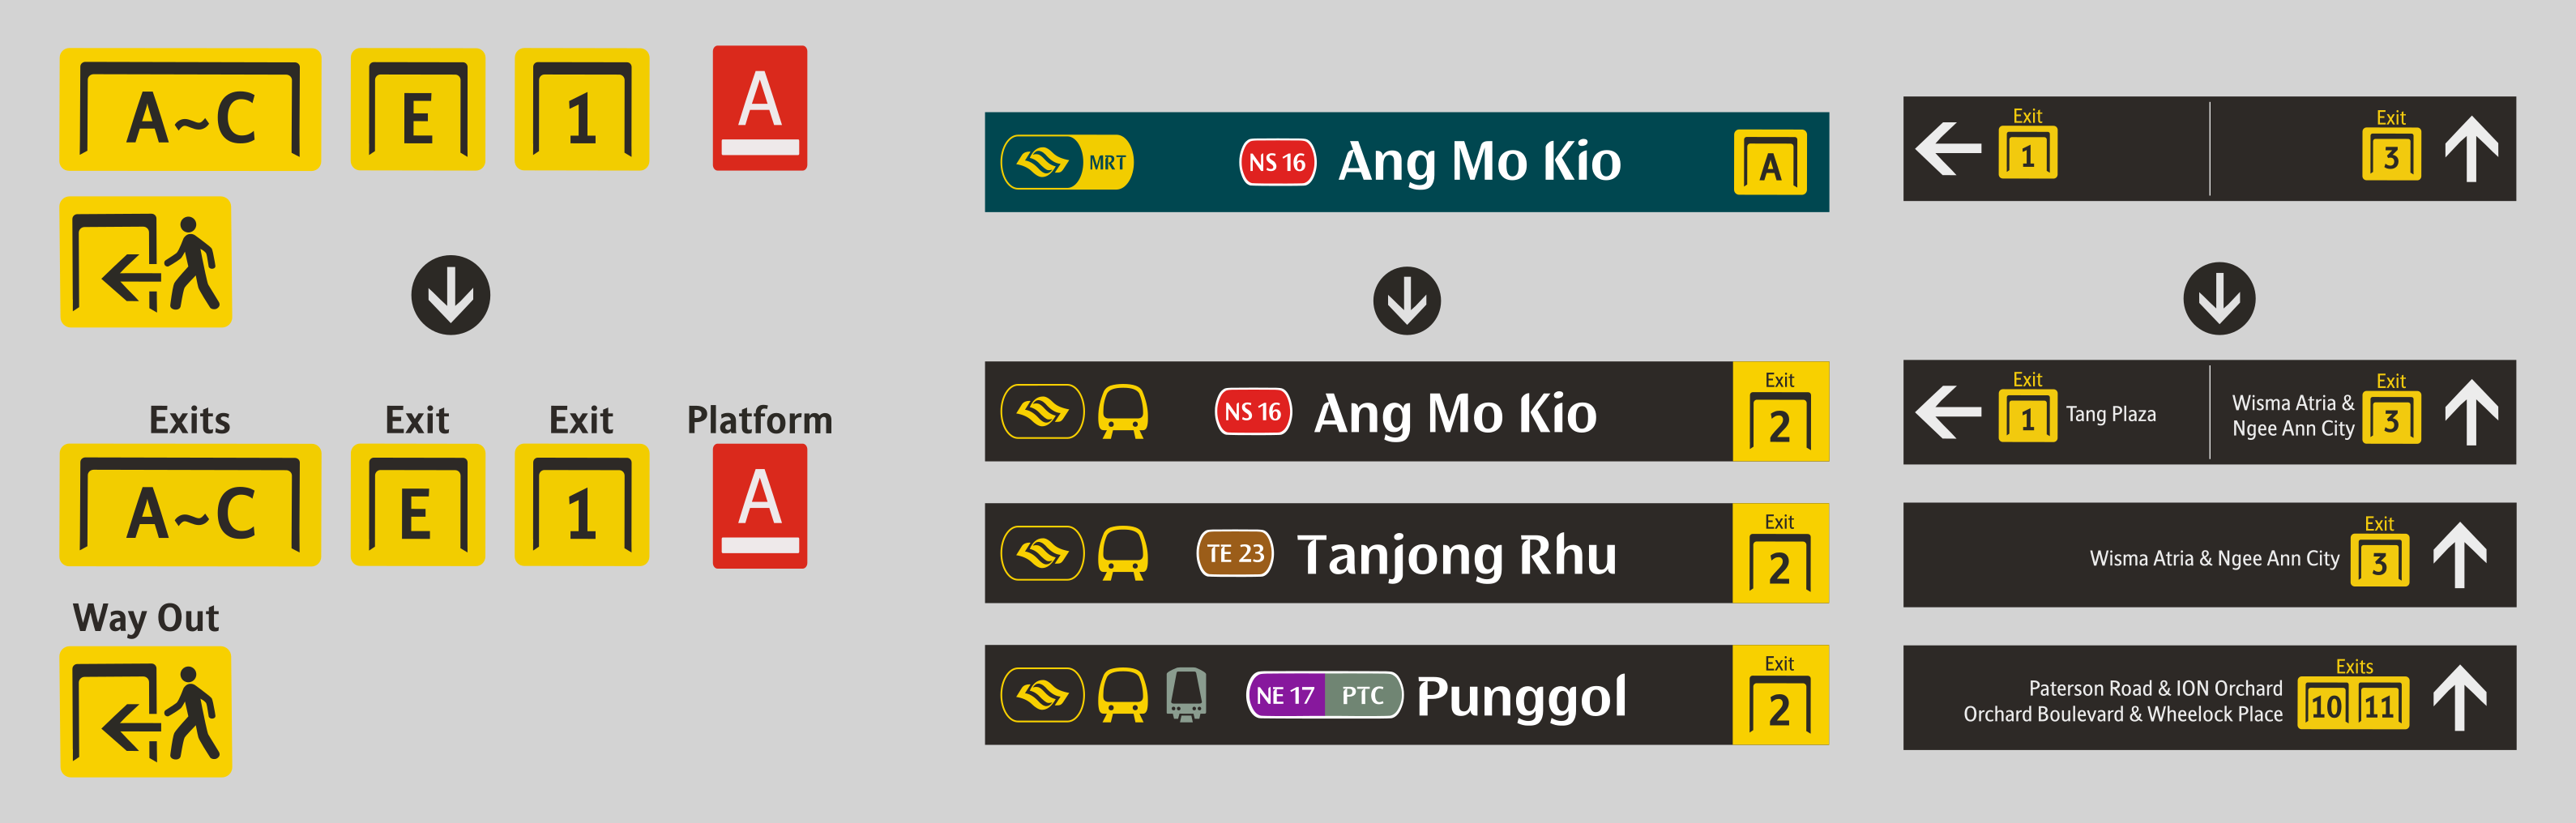 A~C
E
1
A
Exits
Exit
Exit
Platform
A~C
E
1
A
Way Out
MRT
NS 16
Ang Mo Kio
A
NS 16
Ang Mo Kio
Exit
2
TE 23
Tanjong Rhu
Exit
2
NE 17
PTC
Punggol
Exit
2
Exit
1
Exit
3
Exit
1
Tang Plaza
Wisma Atria &
Ngee Ann City
Exit
3
Wisma Atria & Ngee Ann City
Exit
3
Paterson Road & ION Orchard
Orchard Boulevard & Wheelock Place
Exits
10
11